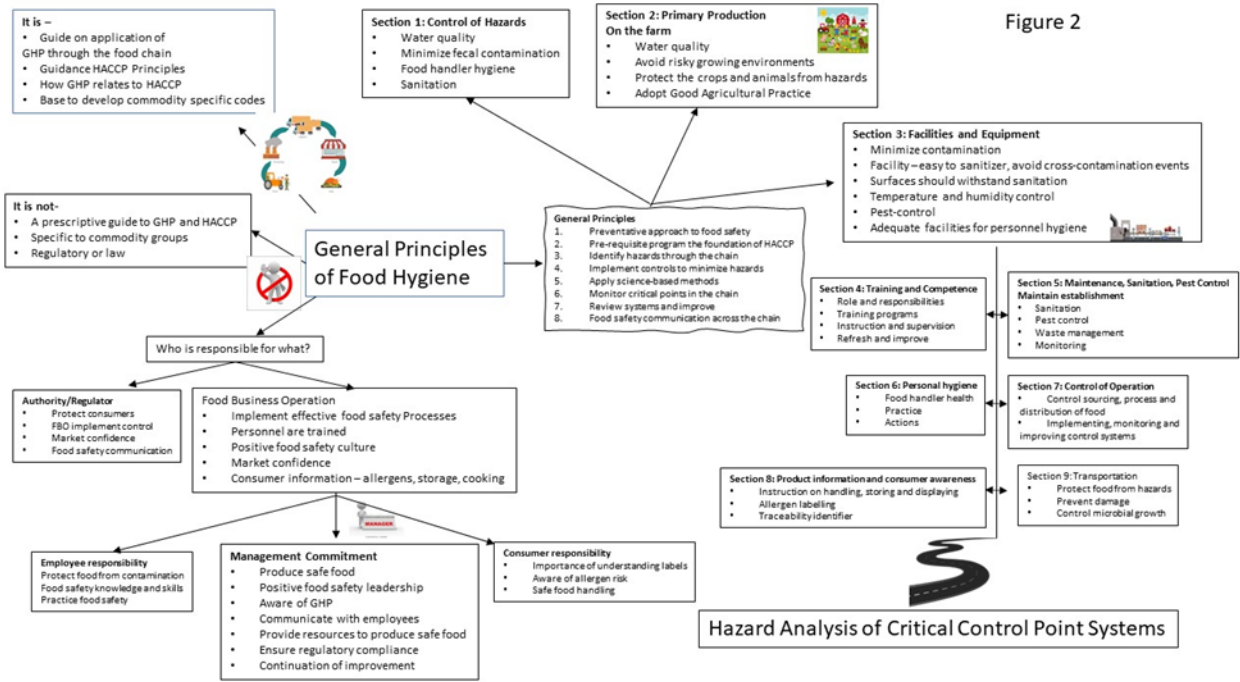 Figure 2
It is –
• Guide on application of
GHP through the food chain
• Guidance HACCP Principles
• How GHP relates to HACCP
• Base to develop commodity specific codes
Section 1: Control of Hazards
• Water quality
• Minimize fecal contamination
• Food handler hygiene
• Sanitation
Section 2: Primary Production
On the farm
• Water quality
• Avoid risky growing environments
• Protect the crops and animals from hazards
• Adopt Good Agricultural Practice
Section 3: Facilities and Equipment
• Minimize contamination
• Facility – easy to sanitizer, avoid cross-contamination events
• Surfaces should withstand sanitation
• Temperature and humidity control
• Pest-control
• Adequate facilities for personnel hygiene
It is not-
• A prescriptive guide to GHP and HACCP
• Specific to commodity groups
• Regulatory or law
General Principles
of Food Hygiene
General Principles
1. Preventative approach to food safety
2. Pre-requisite program the foundation of HACCP
3. Identify hazards through the chain
4. Implement controls to minimize hazards
5. Apply science-based methods
6. Monitor critical points in the chain
7. Review systems and improve
8. Food safety communication across the chain
Section 4: Training and Competence
• Role and responsibilities
• Training programs
• Instruction and supervision
• Refresh and improve
Section 5: Maintenance, Sanitation, Pest Control
Maintain establishment
• Sanitation
• Pest control
• Waste management
• Monitoring
Who is responsible for what?
Authority/Regulator
• Protect consumers
• FBO implement control
• Market confidence
• Food safety communication
Food Business Operation
• Implement effective food safety Processes
• Personnel are trained
• Positive food safety culture
• Market confidence
• Consumer information – allergens, storage, cooking
Section 6: Personal hygiene
• Food handler health
• Practice
• Actions
Section 7: Control of Operation
• Control sourcing, process and
distribution of food
• Implementing, monitoring and
improving control systems
Section 8: Product information and consumer awareness
• Instruction on handling, storing and displaying
• Allergen labelling
• Traceability identifier
Section 9: Transportation
• Protect food from hazards
• Prevent damage
• Control microbial growth
MANAGER
Employee responsibility
Protect food from contamination
Food safety knowledge and skills
Practice food safety
Management Commitment
• Produce safe food
• Positive food safety leadership
• Aware of GHP
• Communicate with employees
• Provide resources to produce safe food
• Ensure regulatory compliance
• Continuation of improvement
Consumer responsibility
• Importance of understanding labels
• Aware of allergen risk
• Safe food handling
Hazard Analysis of Critical Control Point Systems